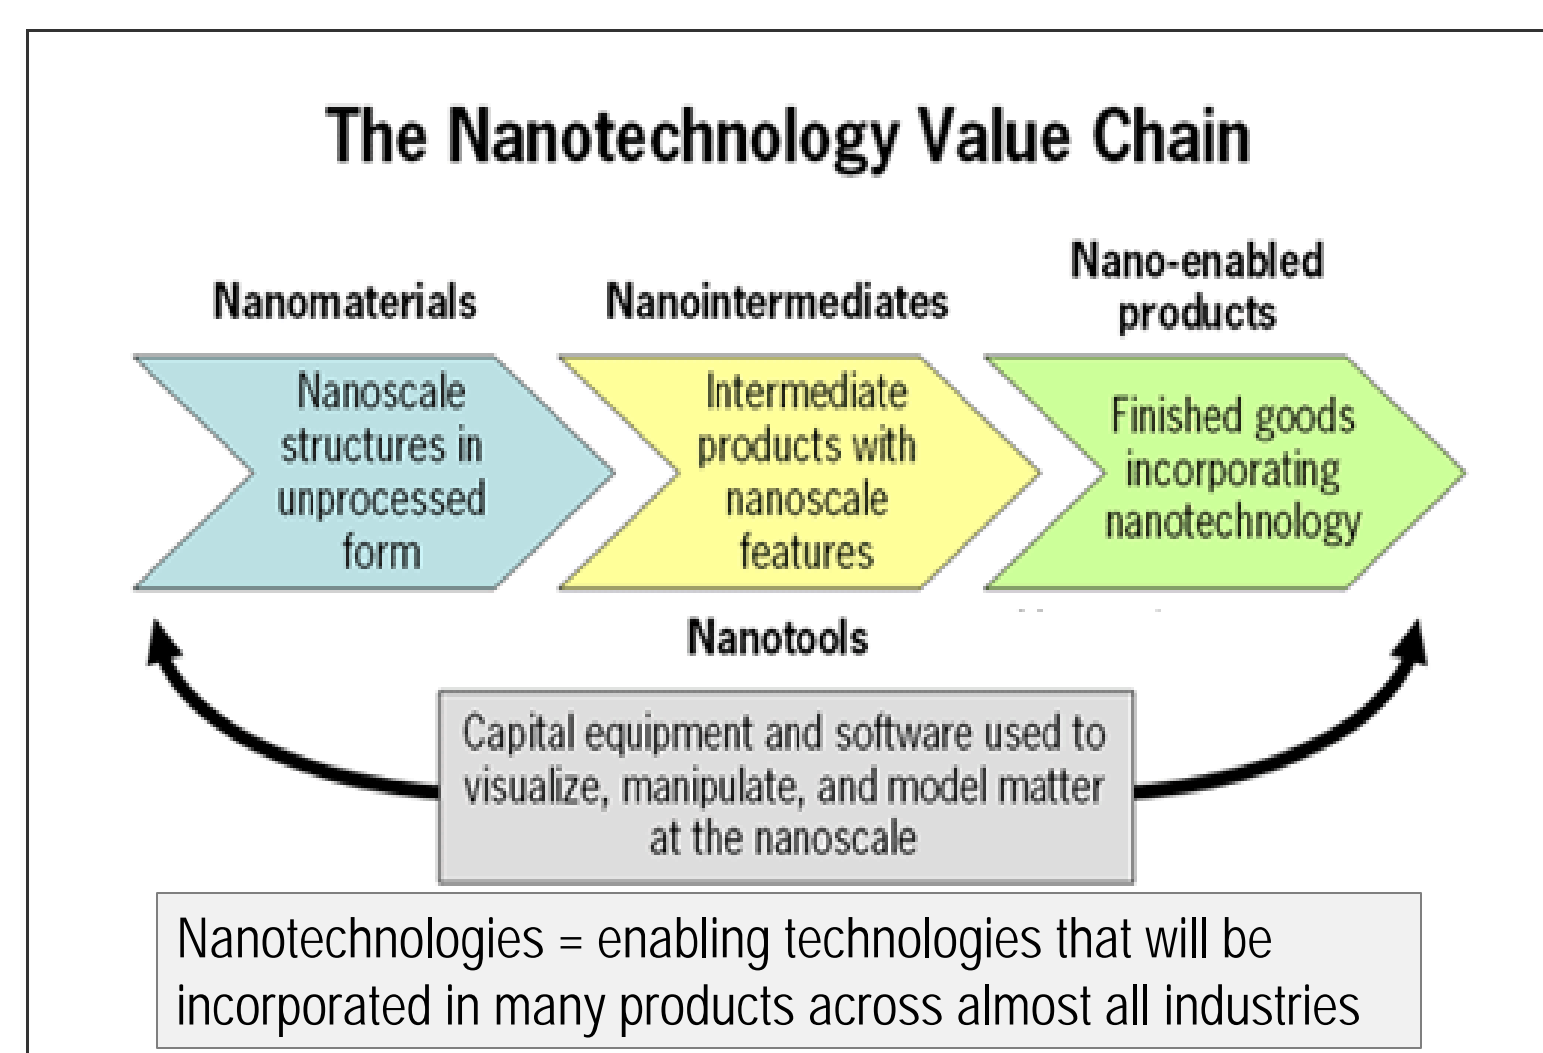 The Nanotechnology Value Chain
Nanomaterials
Nanoscale
structures in
unprocessed
form
Nanointermediates
Intermediate
products with
nanoscale
features
Nano-enabled
products
Finished goods
incorporating
nanotechnology
Nanotools
Capital equipment and software used to
visualize, manipulate, and model matter
at the nanoscale
Nanotechnologies = enabling technologies that will be
incorporated in many products across almost all industries